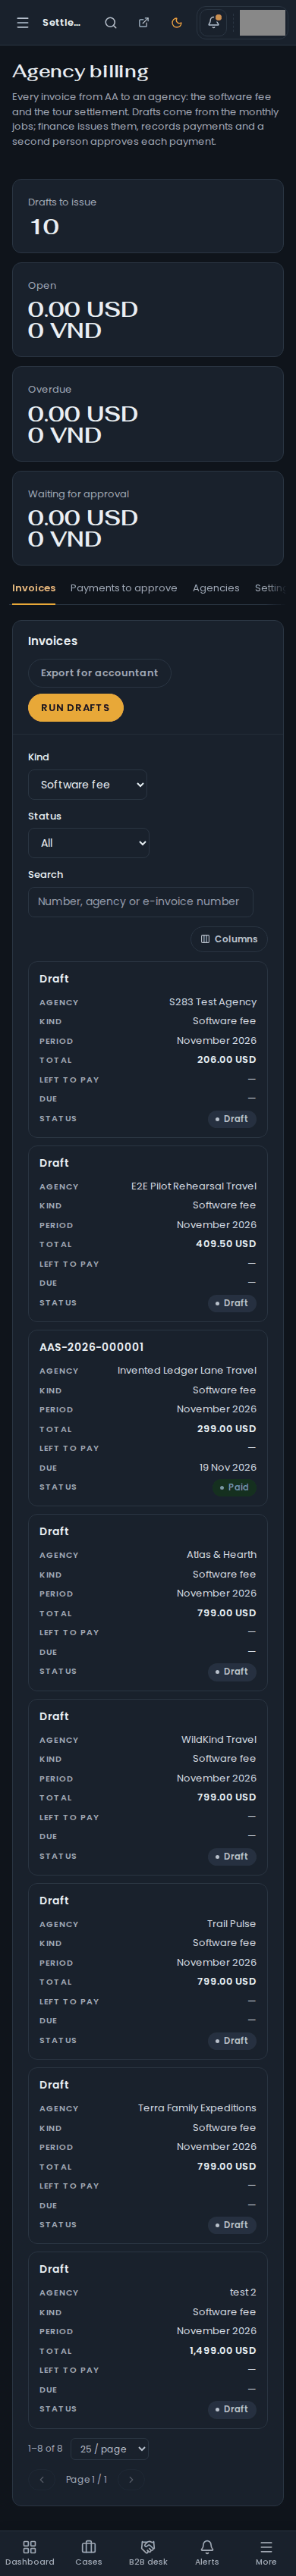 Settle…
Agency billing
Every invoice from AA to an agency: the software fee
and the tour settlement. Drafts come from the monthly
jobs; finance issues them, records payments and a
second person approves each payment.
Drafts to issue
10
Open
0.00 USD
0 VND
Overdue
0.00 USD
0 VND
Waiting for approval
0.00 USD
0 VND
Invoices Payments to approve Agencies Setting
Invoices
Export for accountant
RUN DRAFTS
Kind
Software fee
Status
All
Search
Number, agency or e-invoice number
Columns
Draft
AGENCY S283 Test Agency
KIND Software fee
PERIOD November 2026
TOTAL 206.00 USD
LEFT TO PAY —
DUE —
STATUS Draft
Draft
AGENCY E2E Pilot Rehearsal Travel
KIND Software fee
PERIOD November 2026
TOTAL 409.50 USD
LEFT TO PAY —
DUE —
STATUS Draft
AAS-2026-000001
AGENCY Invented Ledger Lane Travel
KIND Software fee
PERIOD November 2026
TOTAL 299.00 USD
LEFT TO PAY —
DUE 19 Nov 2026
STATUS Paid
Draft
AGENCY Atlas & Hearth
KIND Software fee
PERIOD November 2026
TOTAL 799.00 USD
LEFT TO PAY —
DUE —
STATUS Draft
Draft
AGENCY WildKind Travel
KIND Software fee
PERIOD November 2026
TOTAL 799.00 USD
LEFT TO PAY —
DUE —
STATUS Draft
Draft
AGENCY Trail Pulse
KIND Software fee
PERIOD November 2026
TOTAL 799.00 USD
LEFT TO PAY —
DUE —
STATUS Draft
Draft
AGENCY Terra Family Expeditions
KIND Software fee
PERIOD November 2026
TOTAL 799.00 USD
LEFT TO PAY —
DUE —
STATUS Draft
Draft
AGENCY test 2
KIND Software fee
PERIOD November 2026
TOTAL 1,499.00 USD
LEFT TO PAY —
DUE —
STATUS Draft
1–8 of 8 25 / page
Page 1 / 1
Dashboard Cases B2B desk Alerts More